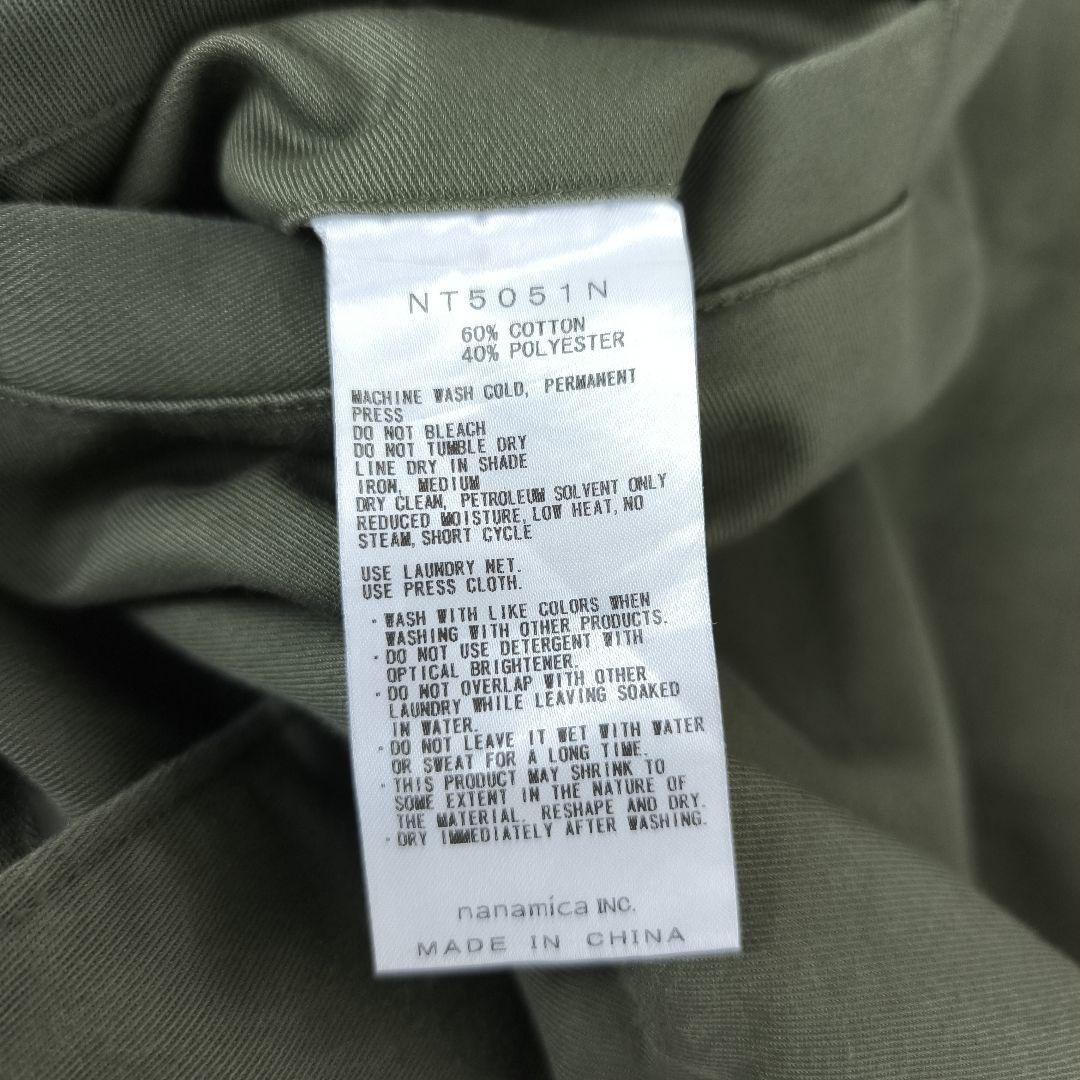 NT5051N
60% COTTON
40% POLYESTER
MACHINE WASH COLD, PERMANENT
PRESS
DO NOT BLEACH
DO NOT TUMBLE DRY
LINE DRY IN SHADE
IRON, MEDIUM
DRY CLEAN, PETROLEUM SOLVENT ONLY
REDUCED MOISTURE, LOW HEAT, NO
STEAM, SHORT CYCLE
USE LAUNDRY NET.
USE PRESS CLOTH.
· WASH WITH LIKE COLORS WHEN
WASHING WITH OTHER PRODUCTS.
· DO NOT USE DETERGENT WITH
OPTICAL BRIGHTENER.
· DO NOT OVERLAP WITH OTHER
LAUNDRY WHILE LEAVING SOAKED
IN WATER.
· DO NOT LEAVE IT WET WITH WATER
OR SWEAT FOR A LONG TIME.
· THIS PRODUCT MAY SHRINK TO
SOME EXTENT IN THE NATURE OF
THE MATERIAL. RESHAPE AND DRY.
· DRY IMMEDIATELY AFTER WASHING.
nanamica INC.
MADE IN CHINA